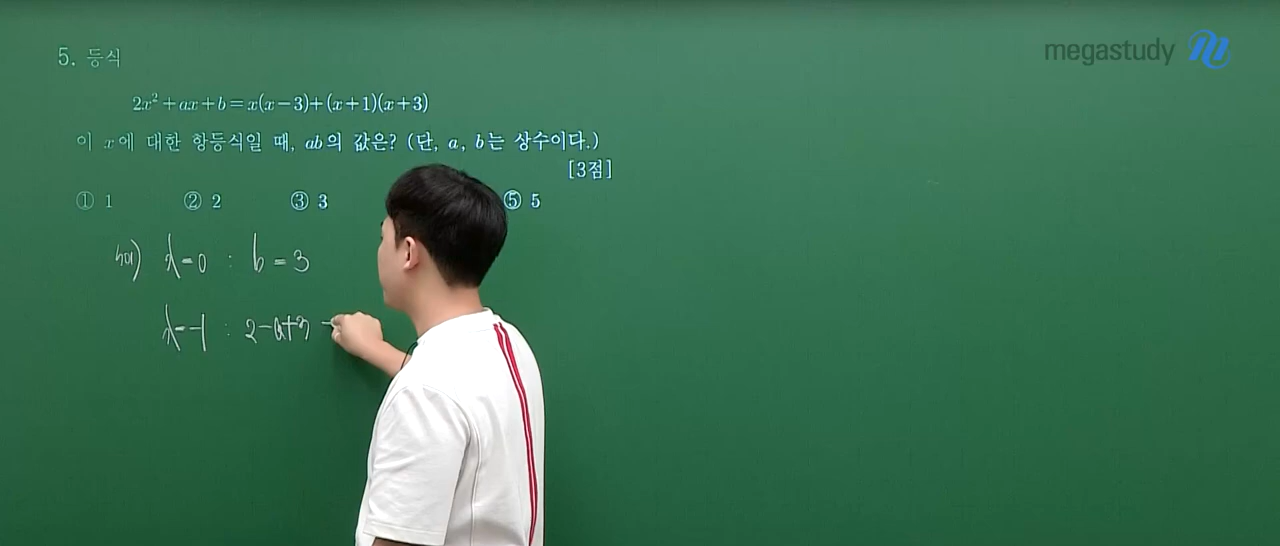 megastudy
5. 등식
2x²+ax+b=x(x-3)+(x+1)(x+3)
이 x에 대한 항등식일 때, ab의 값은? (단, a, b는 상수이다.)
[3점]
① 1 ② 2 ③ 3 ⑤ 5
x=0 : b=3
x=-1 : 2-a+3